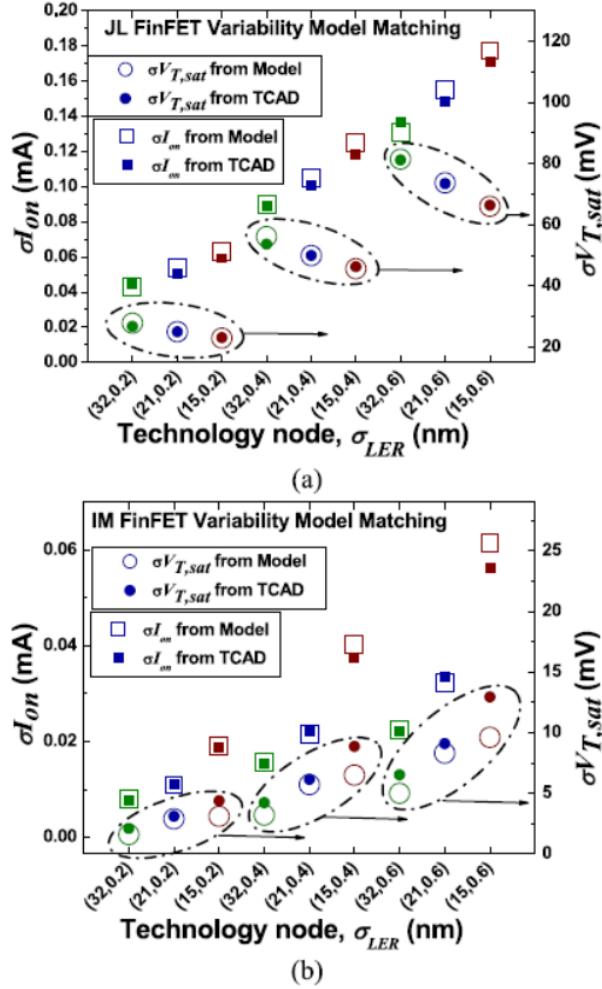 JL FinFET Variability Model Matching
σV_T,sat from Model
σV_T,sat from TCAD
σI_on from Model
σI_on from TCAD
0.20
0.18
0.16
0.14
0.12
0.10
0.08
0.06
0.04
0.02
0.00
σI_on (mA)
120
100
80
60
40
20
σV_T,sat (mV)
(32,0.2)
(21,0.2)
(15,0.2)
(32,0.4)
(21,0.4)
(15,0.4)
(32,0.6)
(21,0.6)
(15,0.6)
Technology node, σ_LER (nm)
(a)
IM FinFET Variability Model Matching
σV_T,sat from Model
σV_T,sat from TCAD
σI_on from Model
σI_on from TCAD
0.06
0.04
0.02
0.00
σI_on (mA)
25
20
15
10
5
0
σV_T,sat (mV)
(32,0.2)
(21,0.2)
(15,0.2)
(32,0.4)
(21,0.4)
(15,0.4)
(32,0.6)
(21,0.6)
(15,0.6)
Technology node, σ_LER (nm)
(b)